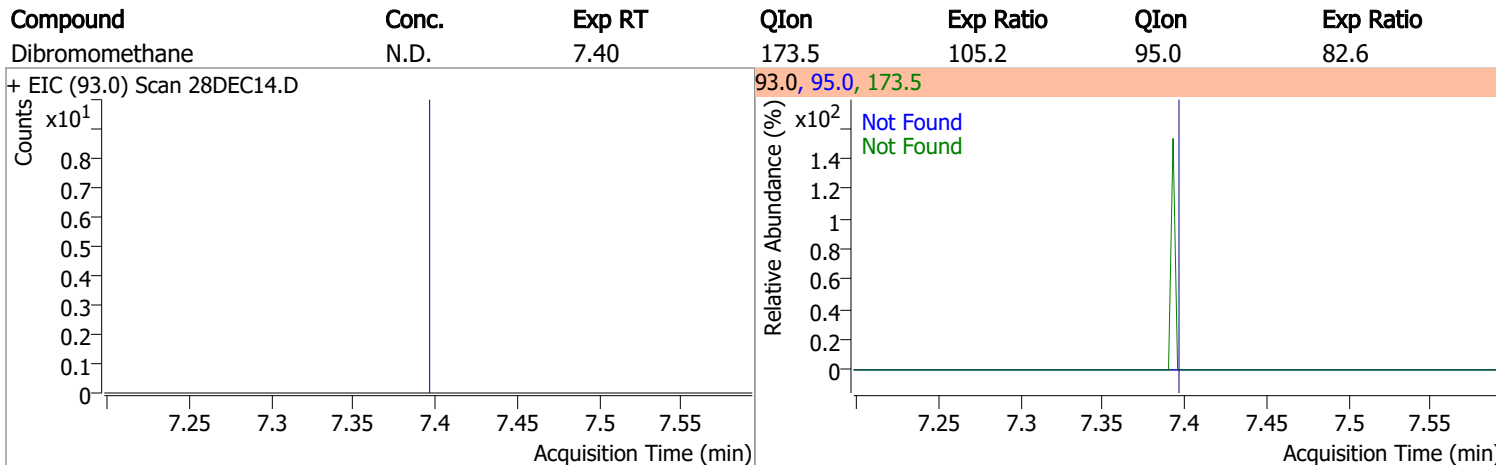 Compound Conc. Exp RT QIon Exp Ratio QIon Exp Ratio
Dibromomethane N.D. 7.40 173.5 105.2 95.0 82.6
+ EIC (93.0) Scan 28DEC14.D
Counts
x10^1
0.8
0.7
0.6
0.5
0.4
0.3
0.2
0.1
0
7.25 7.3 7.35 7.4 7.45 7.5 7.55
Acquisition Time (min)
93.0, 95.0, 173.5
Relative Abundance (%)
x10^2
Not Found
Not Found
1.4
1.2
1
0.8
0.6
0.4
0.2
0
7.25 7.3 7.35 7.4 7.45 7.5 7.55
Acquisition Time (min)